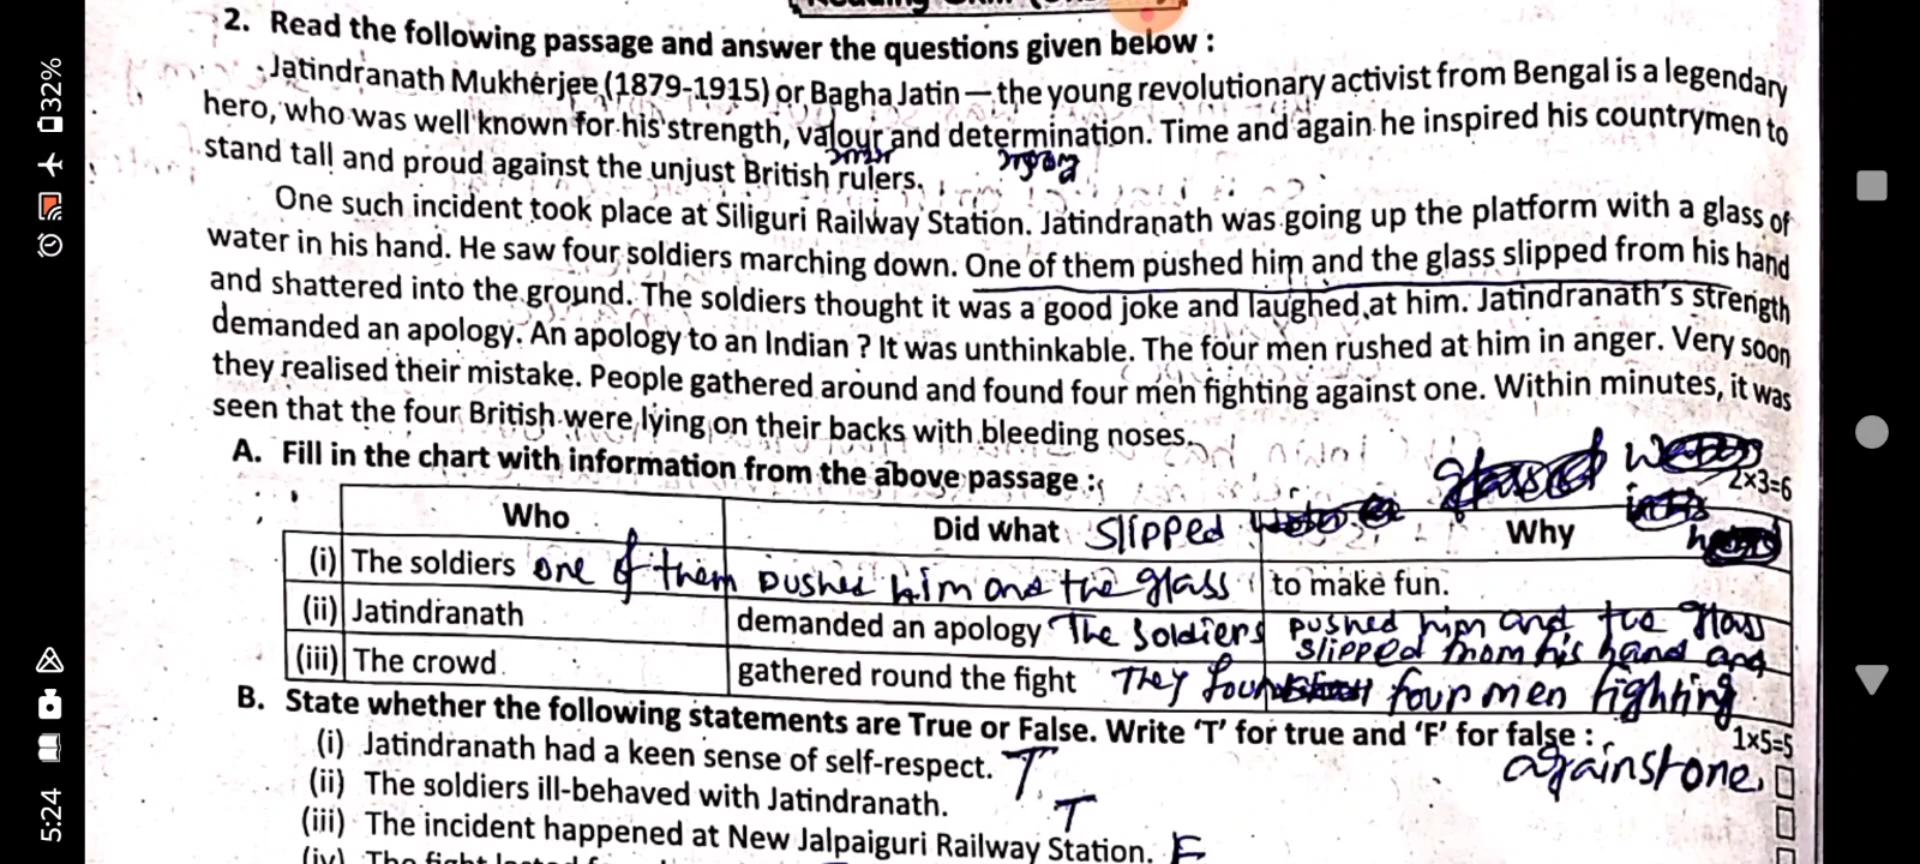 32%
5:24
2. Read the following passage and answer the questions given below :
Jatindranath Mukherjee (1879-1915) or Bagha Jatin — the young revolutionary activist from Bengal is a legendary
hero, who was well known for his strength, valour and determination. Time and again he inspired his countrymen to
stand tall and proud against the unjust British rulers.
One such incident took place at Siliguri Railway Station. Jatindranath was going up the platform with a glass of
water in his hand. He saw four soldiers marching down. One of them pushed him and the glass slipped from his hand
and shattered into the ground. The soldiers thought it was a good joke and laughed at him. Jatindranath's strength
demanded an apology. An apology to an Indian ? It was unthinkable. The four men rushed at him in anger. Very soon
they realised their mistake. People gathered around and found four men fighting against one. Within minutes, it was
seen that the four British were lying on their backs with bleeding noses.
A. Fill in the chart with information from the above passage :
2x3=6
Who Did what slipped Why
(i) The soldiers one of them pushed him and the glass to make fun.
(ii) Jatindranath demanded an apology The Soldiers pushed him and the glass
slipped from his hand and
(iii) The crowd gathered round the fight They four men fighting
against one.
B. State whether the following statements are True or False. Write 'T' for true and 'F' for false :
1x5=5
(i) Jatindranath had a keen sense of self-respect. T
(ii) The soldiers ill-behaved with Jatindranath. T
(iii) The incident happened at New Jalpaiguri Railway Station. F